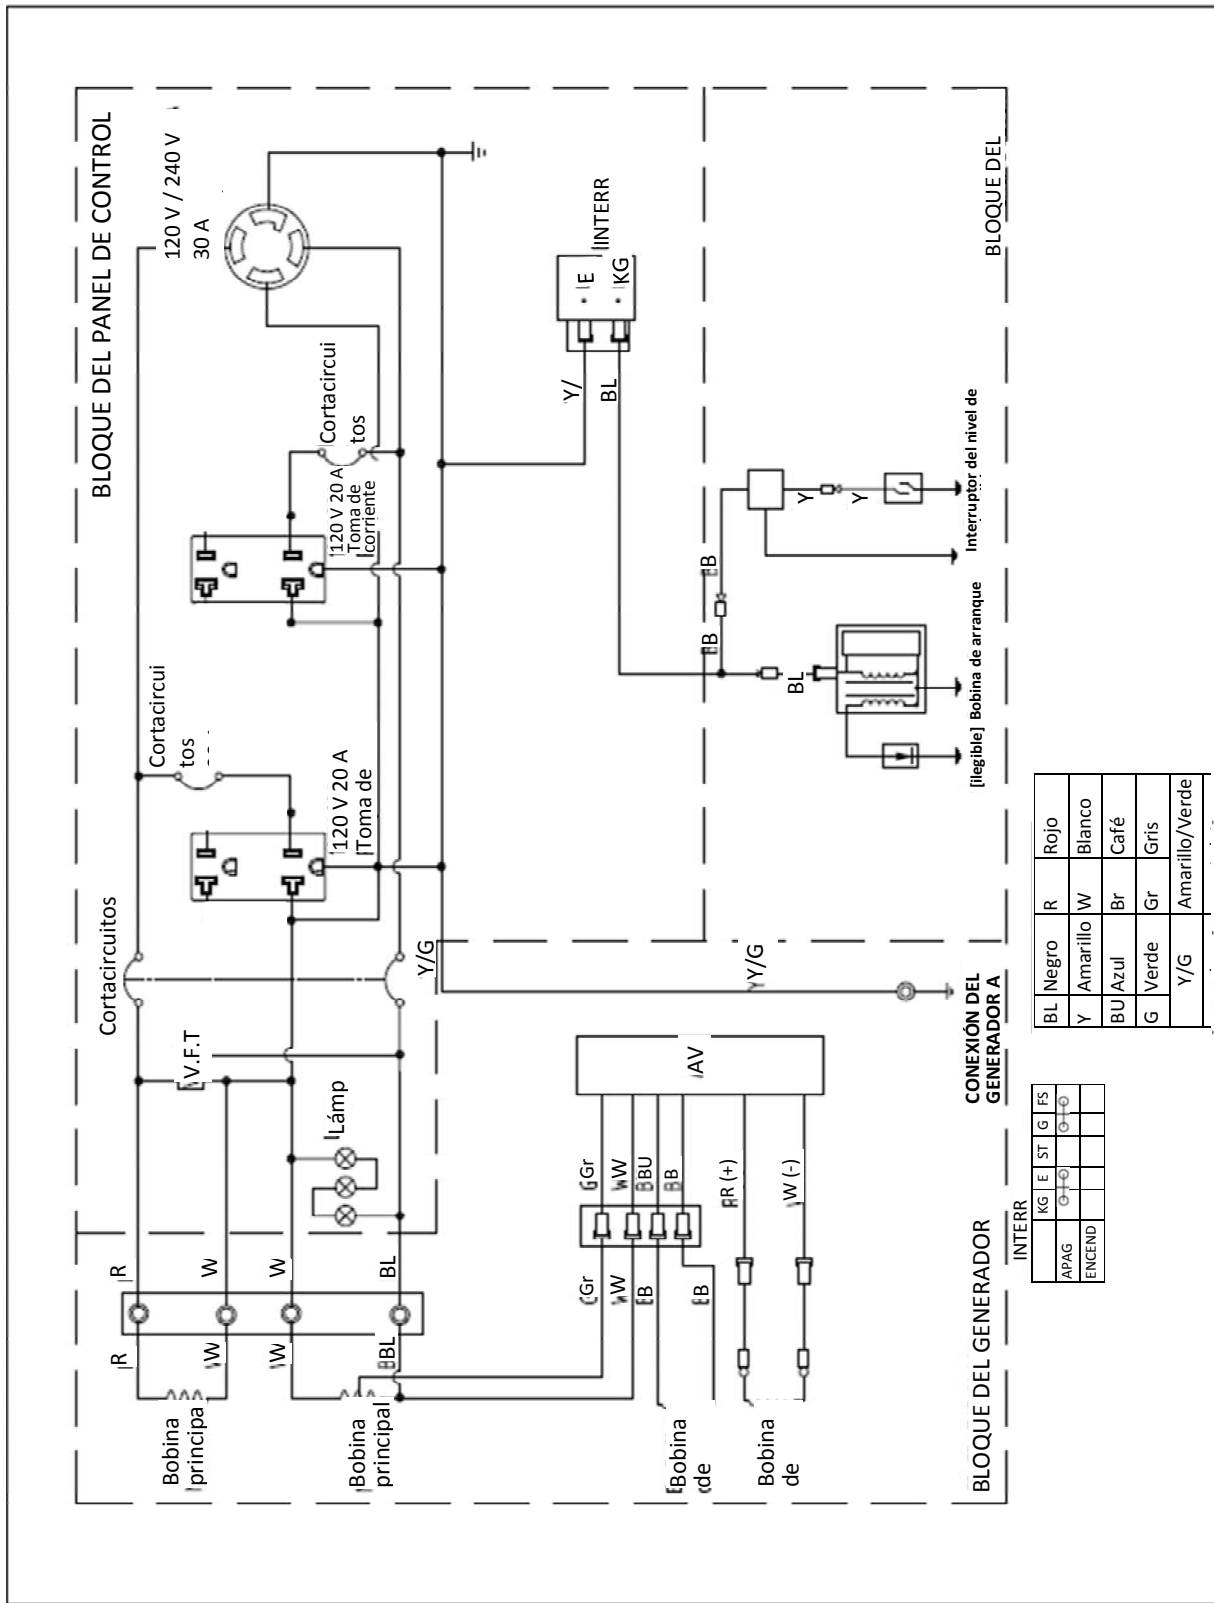 BLOQUE DEL PANEL DE CONTROL
120 V / 240 V
30 A
Cortacircui
tos
120 V 20 A
Toma de
corriente
Cortacircui
tos
120 V 20 A
Toma de
Cortacircuitos
V.F.T
Lámp
INTERR
E
KG
Y/
BL
Y/G
Y/G
R
W
W
BL
R
W
W
BL
Bobina
principa
Bobina
principal
BLOQUE DEL
Y
Y
Interruptor del nivel de
BL
Bobina de arranque
[ilegible]
AV
Gr
W
BU
B
R (+)
W (-)
Gr
W
B
B
Bobina
de
Bobina
de
CONEXIÓN DEL
GENERADOR A
BLOQUE DEL GENERADOR
INTERR
KG E ST G FS
APAG
ENCEND
BL Negro R Rojo
Y Amarillo W Blanco
BU Azul Br Café
G Verde Gr Gris
Y/G Amarillo/Verde